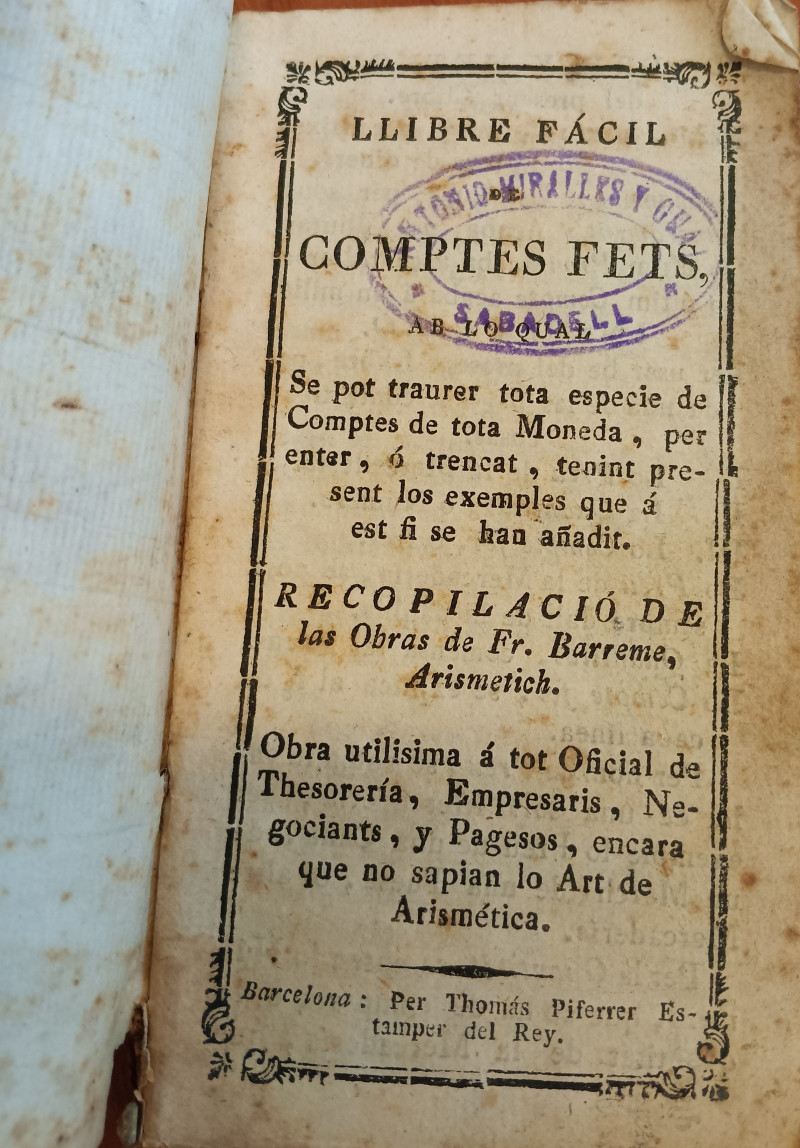 LLIBRE FÁCIL
DE
COMPTES FETS,
AB LO QUAL
Se pot traurer tota especie de
Comptes de tota Moneda, per
enter, ó trencat, tenint pre-
sent los exemples que á
est fi se han añadit.
RECOPILACIÓ DE
las Obras de Fr. Barreme,
Arismetich.
Obra utilisima á tot Oficial de
Thesorería, Empresaris, Ne-
gociants, y Pagesos, encara
que no sapian lo Art de
Arismética.
Barcelona: Per Thomás Piferrer Es-
tamper del Rey.
ANTONIO MIRALLES Y
SABADELL